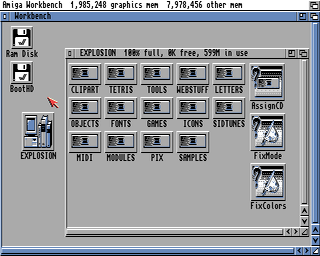 Amiga Workbench 1,985,248 graphics mem 7,978,456 other mem
Workbench
Ram Disk
BootHD
EXPLOSION
EXPLOSION 100% full, 0K free, 599M in use
CLIPART TETRIS TOOLS WEBSTUFF LETTERS AssignCD
OBJECTS FONTS GAMES ICONS SIDTUNES
FixMode
MIDI MODULES PIX SAMPLES
FixColors